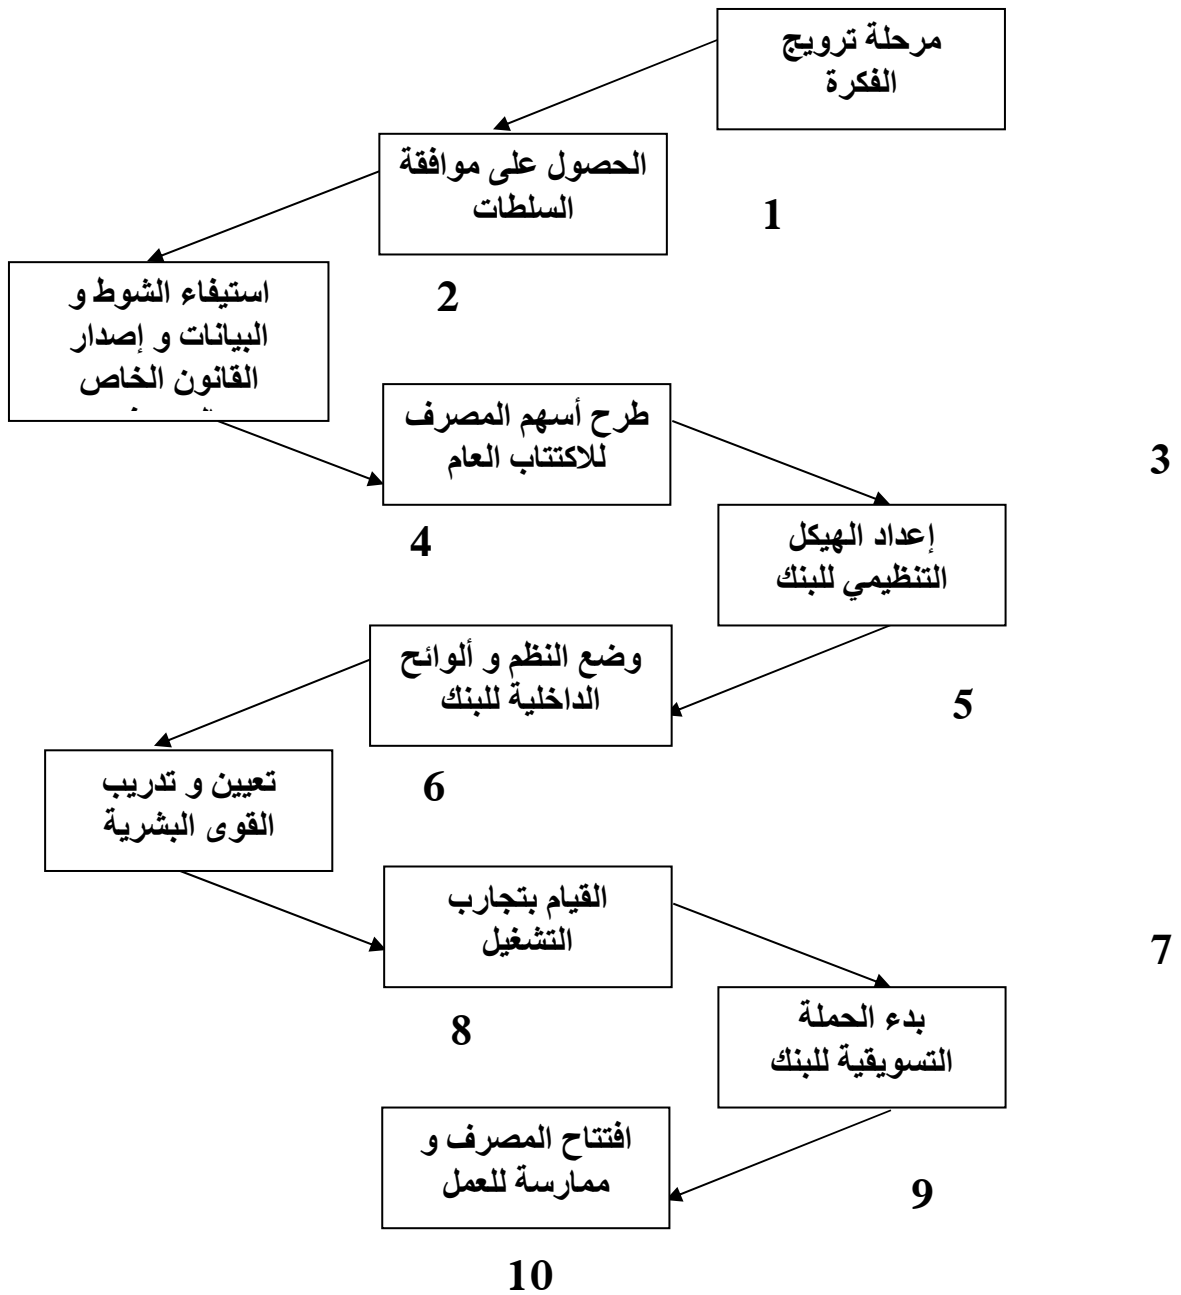 مرحلة ترويج
الفكرة
الحصول على موافقة
السلطات
1
استيفاء الشوط و
البيانات و إصدار
القانون الخاص
2
طرح أسهم المصرف
للاكتتاب العام
3
إعداد الهيكل
التنظيمي للبنك
4
وضع النظم و ألوائح
الداخلية للبنك
5
تعيين و تدريب
القوى البشرية
6
القيام بتجارب
التشغيل
7
بدء الحملة
التسويقية للبنك
8
افتتاح المصرف و
ممارسة للعمل
9
10